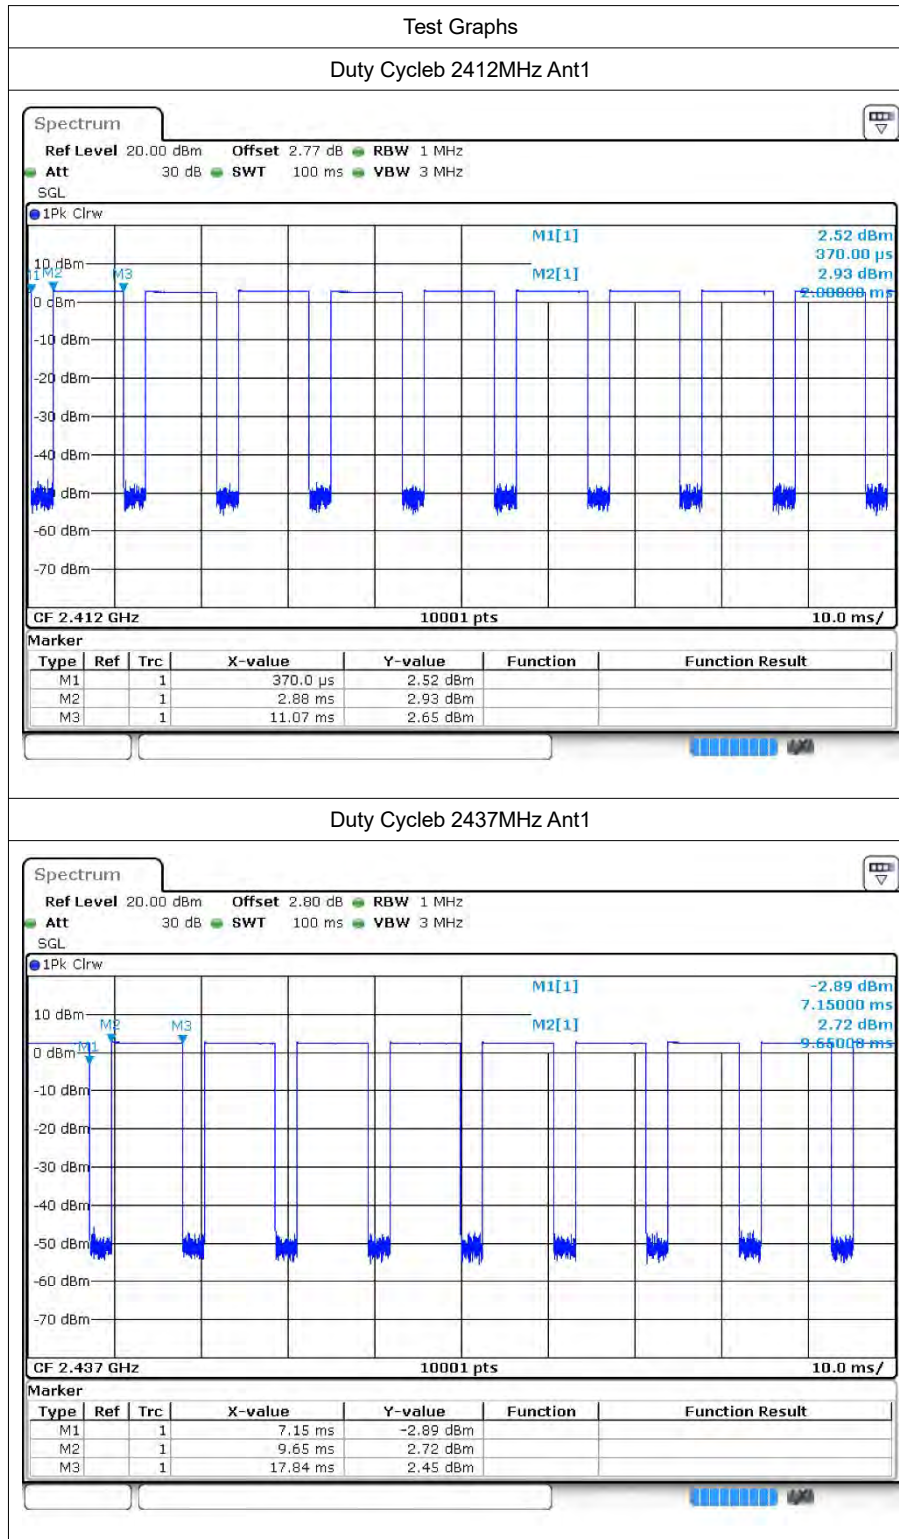 Test Graphs
Duty Cycleb 2412MHz Ant1
Spectrum
Ref Level 20.00 dBm Offset 2.77 dB RBW 1 MHz
Att 30 dB SWT 100 ms VBW 3 MHz
SGL
1Pk Clrw
M1[1] 2.52 dBm
370.00 µs
10 dBm
M2[1] 2.93 dBm
M2 M3
2.88000 ms
0 dBm
-10 dBm
-20 dBm
-30 dBm
-40 dBm
dBm
-60 dBm
-70 dBm
CF 2.412 GHz 10001 pts 10.0 ms/
Marker
Type Ref Trc X-value Y-value Function Function Result
M1 1 370.0 µs 2.52 dBm
M2 1 2.88 ms 2.93 dBm
M3 1 11.07 ms 2.65 dBm
Duty Cycleb 2437MHz Ant1
Spectrum
Ref Level 20.00 dBm Offset 2.80 dB RBW 1 MHz
Att 30 dB SWT 100 ms VBW 3 MHz
SGL
1Pk Clrw
M1[1] -2.89 dBm
7.15000 ms
10 dBm
M2 M3
M2[1] 2.72 dBm
9.65000 ms
0 dBm M1
-10 dBm
-20 dBm
-30 dBm
-40 dBm
-50 dBm
-60 dBm
-70 dBm
CF 2.437 GHz 10001 pts 10.0 ms/
Marker
Type Ref Trc X-value Y-value Function Function Result
M1 1 7.15 ms -2.89 dBm
M2 1 9.65 ms 2.72 dBm
M3 1 17.84 ms 2.45 dBm